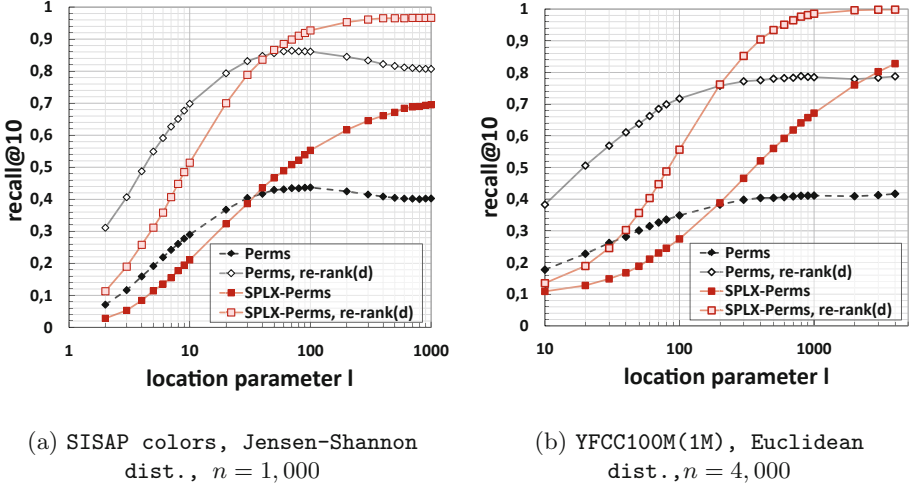 1
0,9
0,8
0,7
0,6
0,5
0,4
0,3
0,2
0,1
0
recall@10
Perms
Perms, re-rank(d)
SPLX-Perms
SPLX-Perms, re-rank(d)
1 10 100 1000
location parameter l
(a) SISAP colors, Jensen-Shannon
dist., n = 1,000
1
0,9
0,8
0,7
0,6
0,5
0,4
0,3
0,2
0,1
0
recall@10
Perms
Perms, re-rank(d)
SPLX-Perms
SPLX-Perms, re-rank(d)
10 100 1000
location parameter l
(b) YFCC100M(1M), Euclidean
dist.,n = 4,000